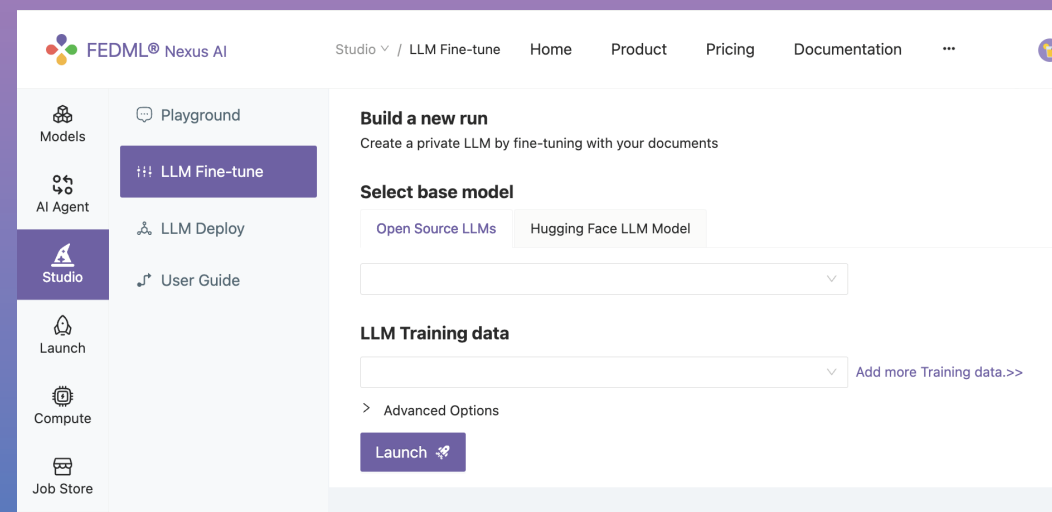 FEDML® Nexus AI
Studio / LLM Fine-tune Home Product Pricing Documentation ...
Models
AI Agent
Studio
Launch
Compute
Job Store
Playground
LLM Fine-tune
LLM Deploy
User Guide
Build a new run
Create a private LLM by fine-tuning with your documents
Select base model
Open Source LLMs Hugging Face LLM Model
LLM Training data
Add more Training data.>>
Advanced Options
Launch